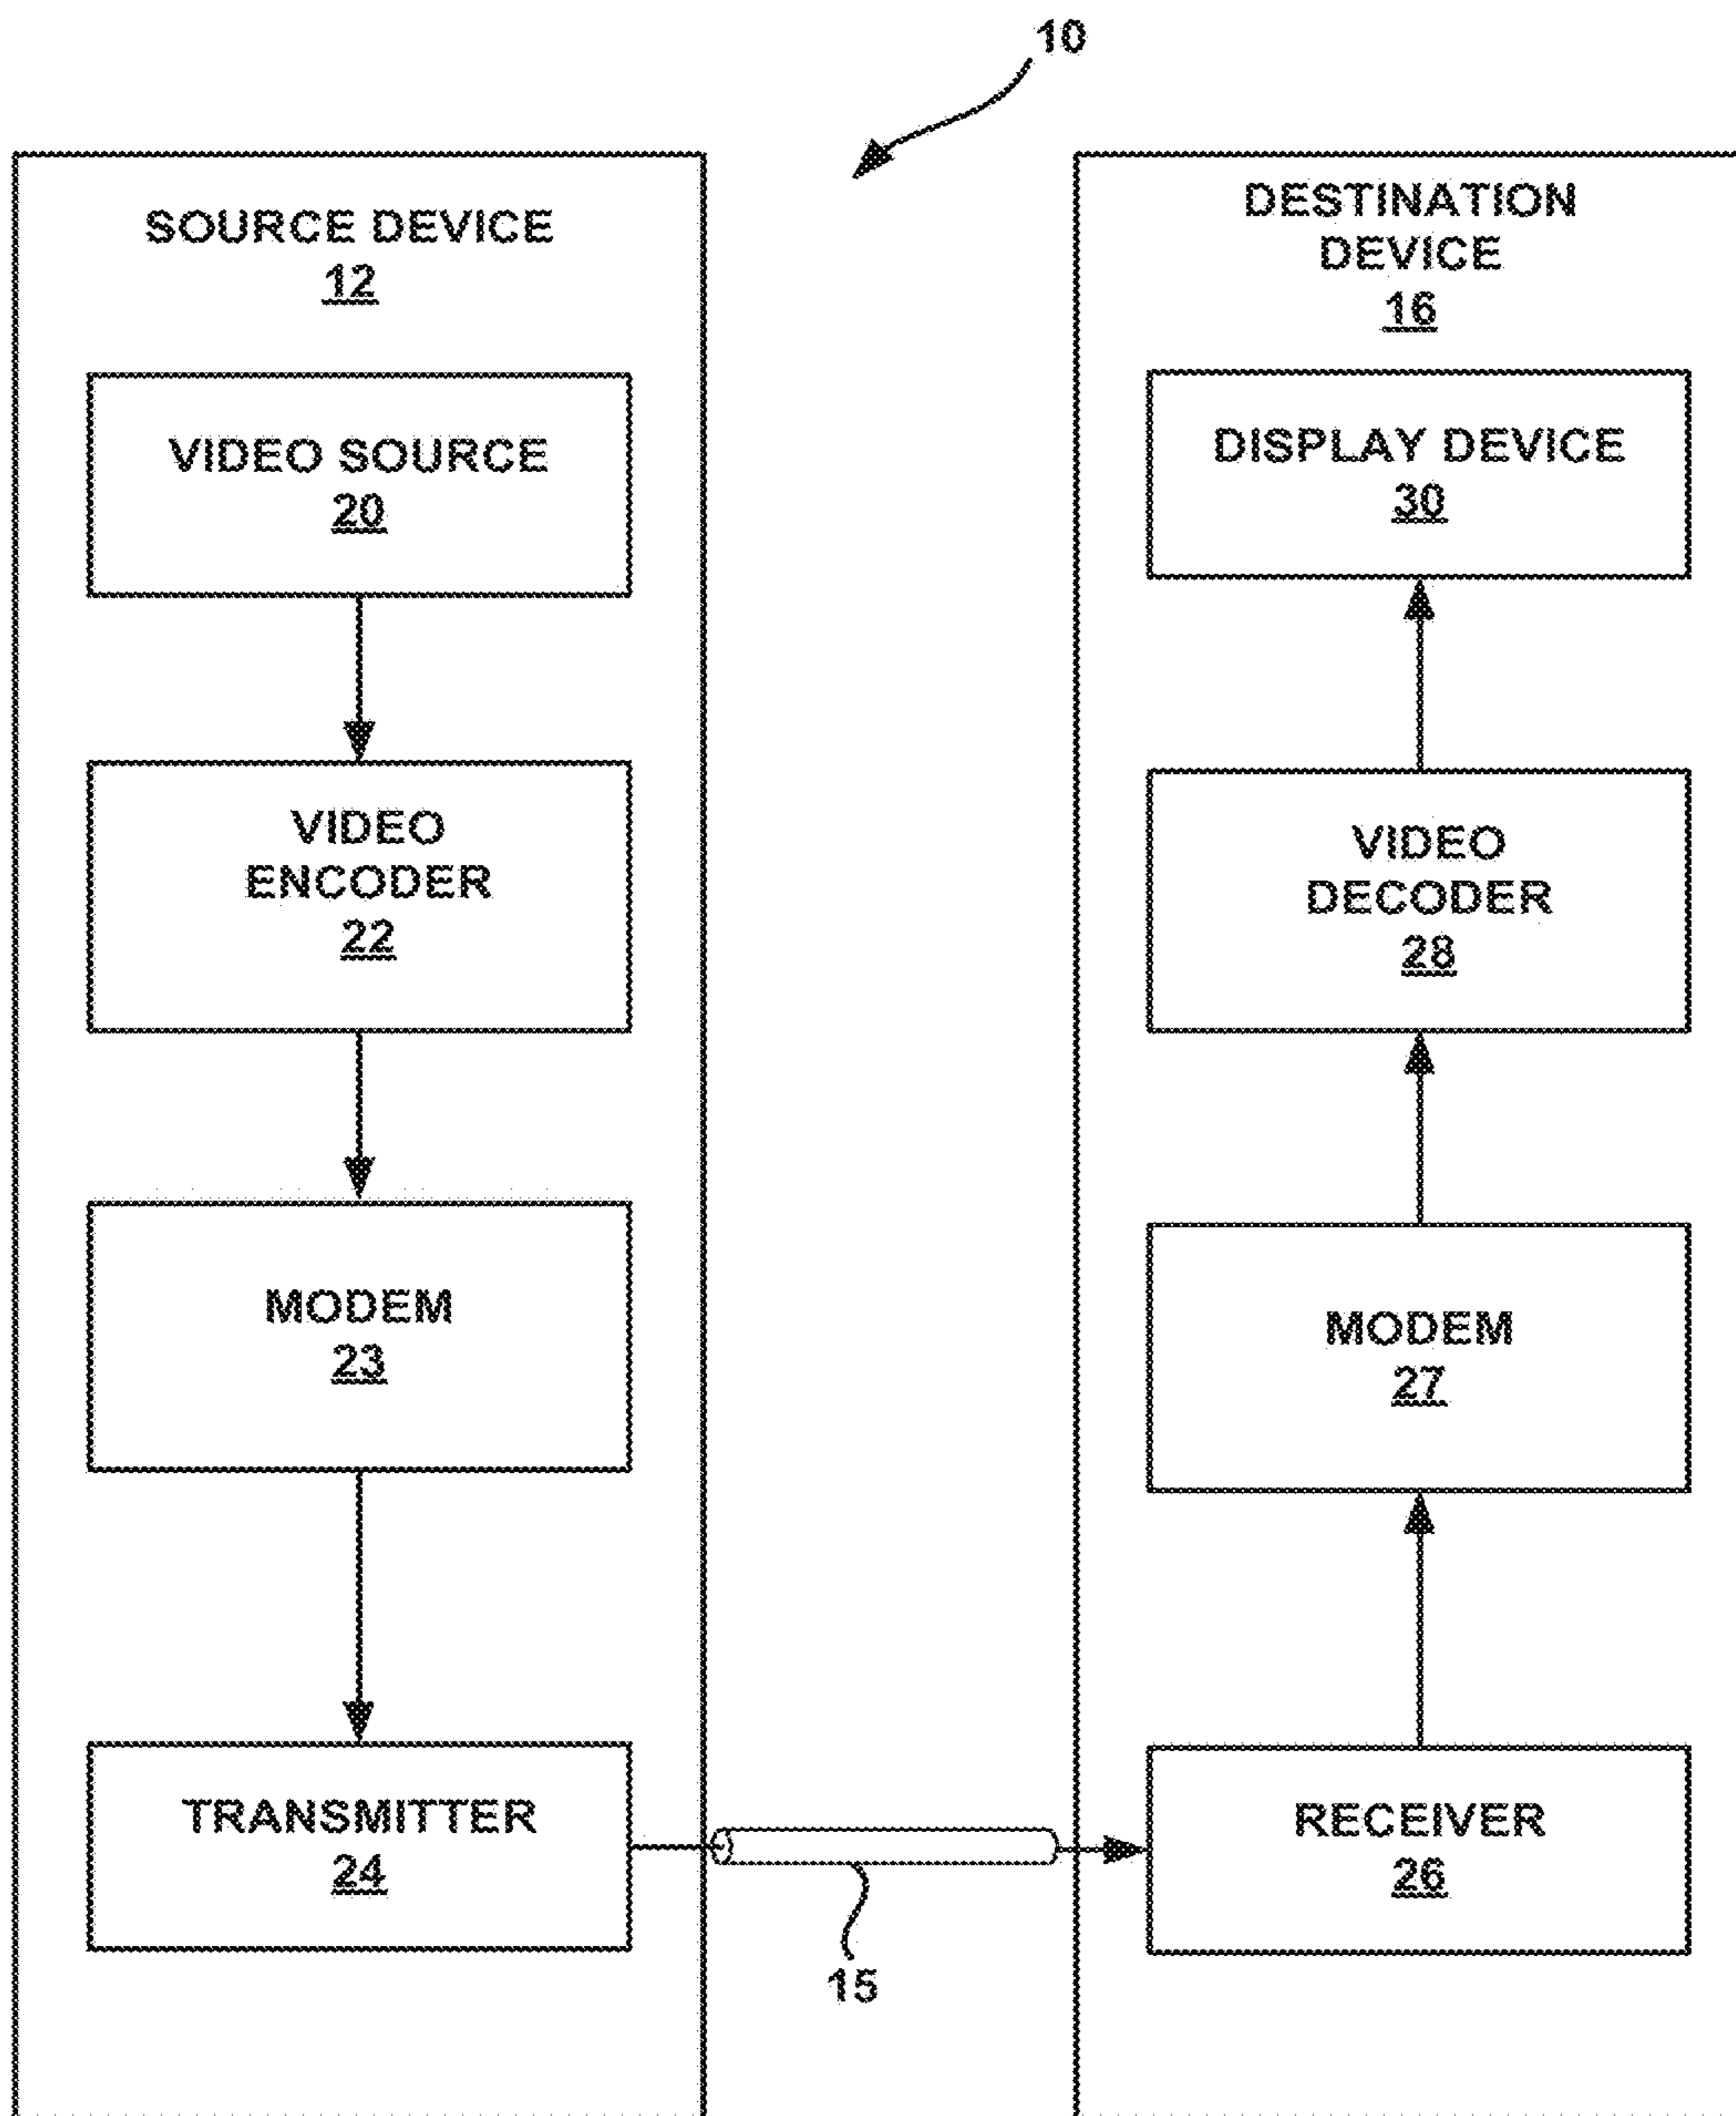 10
SOURCE DEVICE
12
VIDEO SOURCE
20
VIDEO
ENCODER
22
MODEM
23
TRANSMITTER
24
15
DESTINATION
DEVICE
16
DISPLAY DEVICE
30
VIDEO
DECODER
28
MODEM
27
RECEIVER
26